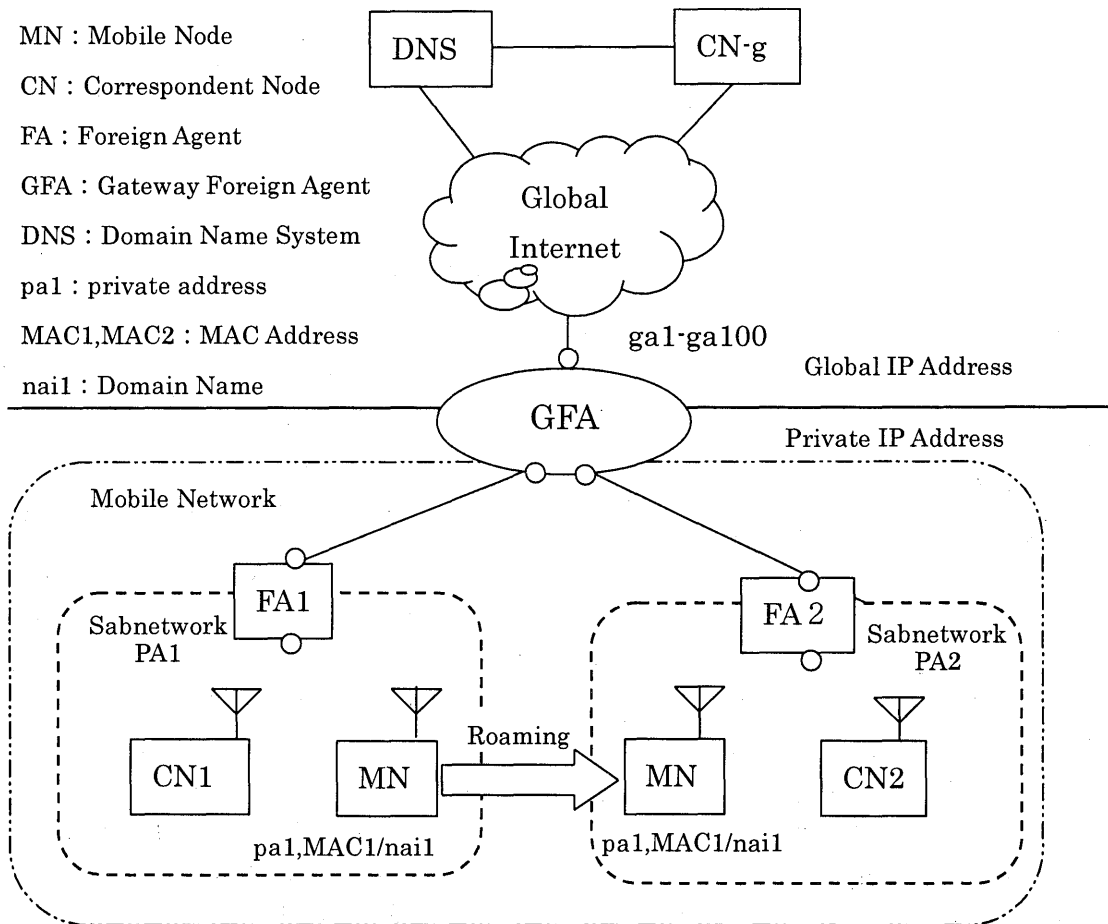 MN : Mobile Node
CN : Correspondent Node
FA : Foreign Agent
GFA : Gateway Foreign Agent
DNS : Domain Name System
pa1 : private address
MAC1,MAC2 : MAC Address
nai1 : Domain Name
DNS
CN-g
Global
Internet
ga1-ga100
Global IP Address
GFA
Private IP Address
Mobile Network
FA1
FA 2
Sabnetwork
PA1
Sabnetwork
PA2
CN1
MN
Roaming
MN
CN2
pa1,MAC1/nai1
pa1,MAC1/nai1